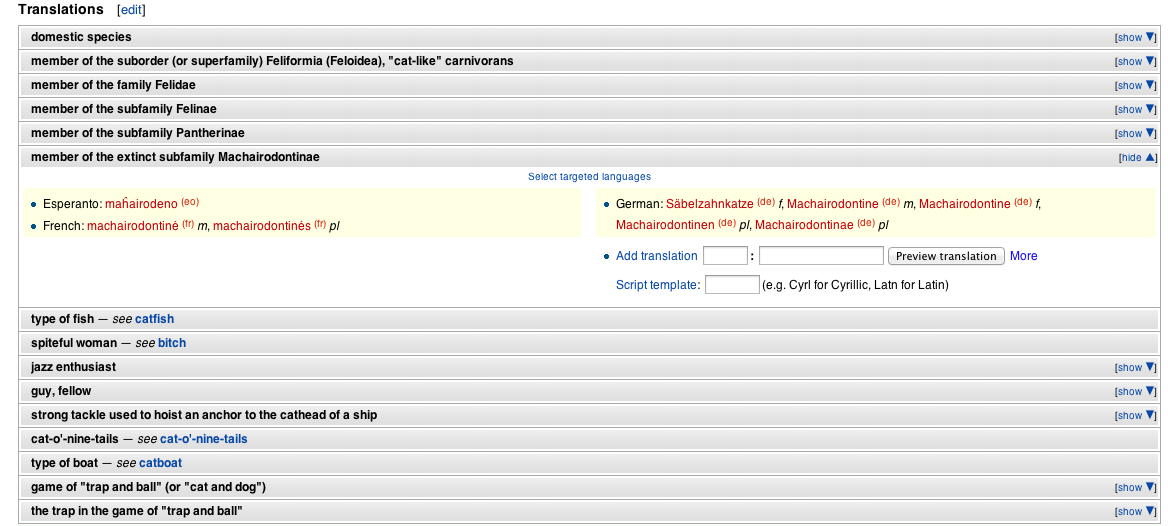 Translations [edit]
domestic species [show ▼]
member of the suborder (or superfamily) Feliformia (Feloidea), "cat-like" carnivorans [show ▼]
member of the family Felidae [show ▼]
member of the subfamily Felinae [show ▼]
member of the subfamily Pantherinae [show ▼]
member of the extinct subfamily Machairodontinae [hide ▲]
Select targeted languages
• Esperanto: maĥairodeno (eo)
• French: machairodontiné (fr) m, machairodontinés (fr) pl
• German: Säbelzahnkatze (de) f, Machairodontine (de) m, Machairodontine (de) f,
Machairodontinen (de) pl, Machairodontinae (de) pl
• Add translation : Preview translation More
Script template: (e.g. Cyrl for Cyrillic, Latn for Latin)
type of fish — see catfish
spiteful woman — see bitch
jazz enthusiast [show ▼]
guy, fellow [show ▼]
strong tackle used to hoist an anchor to the cathead of a ship [show ▼]
cat-o'-nine-tails — see cat-o'-nine-tails
type of boat — see catboat
game of "trap and ball" (or "cat and dog") [show ▼]
the trap in the game of "trap and ball" [show ▼]